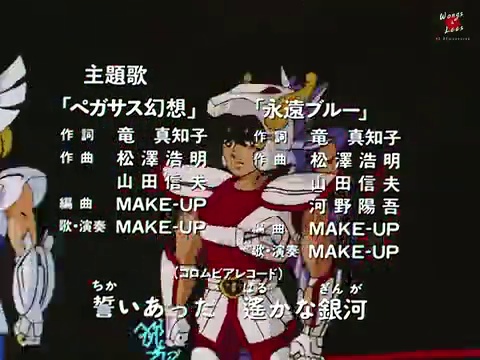 Wongs & Lees
主題歌
「ペガサス幻想」
作詞 竜 真知子
作曲 松澤浩明
山田信夫
編曲 MAKE-UP
歌・演奏 MAKE-UP
「永遠ブルー」
作詞 竜 真知子
作曲 松澤浩明
山田信夫
河野陽吾
編曲 MAKE-UP
歌・演奏 MAKE-UP
(コロムビアレコード)
ちか はる ぎんが
誓いあった 遙かな銀河